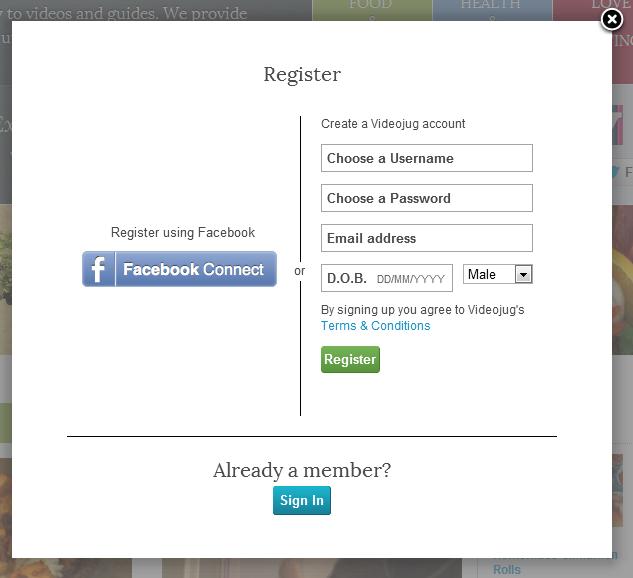 to videos and guides. We provide
FOOD
&
HEALTH
&
LOVE
Register
Create a Videojug account
Choose a Username
Choose a Password
Register using Facebook
Email address
f Facebook Connect
or
D.O.B. DD/MM/YYYY
Male
By signing up you agree to Videojug's
Terms & Conditions
Register
Already a member?
Sign In
Rolls